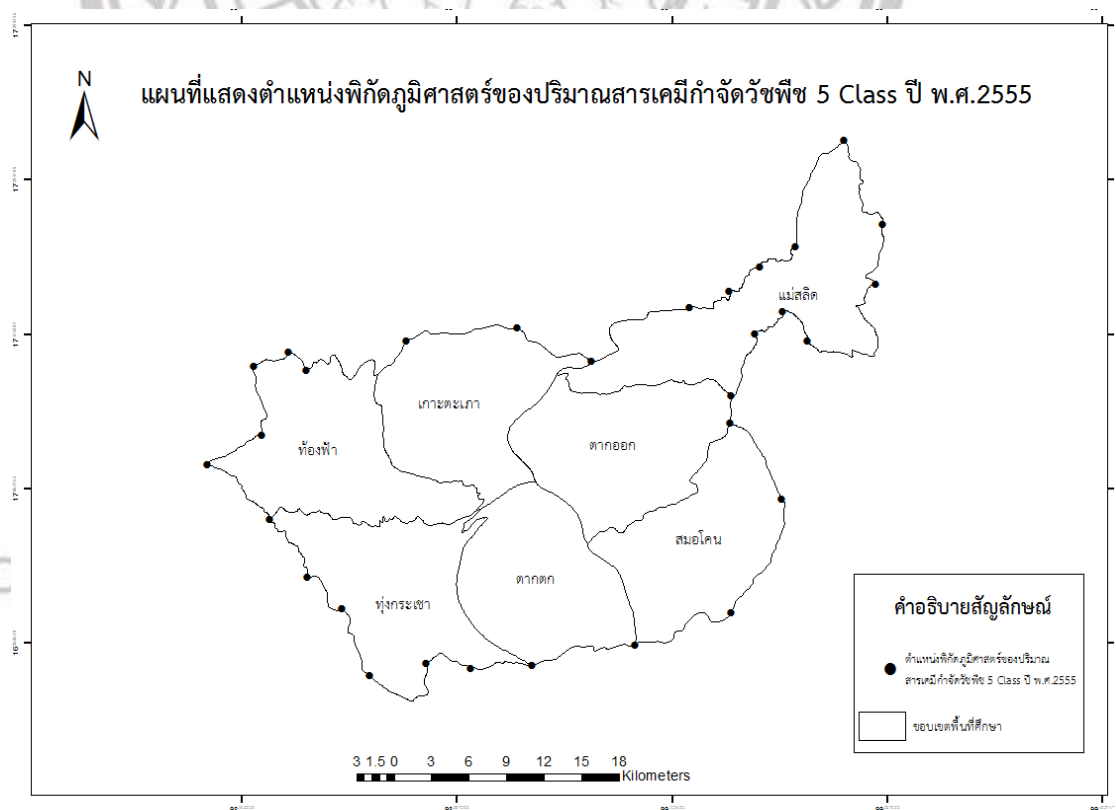 แผนที่แสดงตำแหน่งพิกัดภูมิศาสตร์ของปริมาณสารเคมีกำจัดวัชพืช 5 Class ปี พ.ศ.2555
N
แม่สลิด
เกาะตะเภา
ตากออก
ท้องฟ้า
สมอโคน
ตากตก
ทุ่งกระเชา
คำอธิบายสัญลักษณ์
ตำแหน่งพิกัดภูมิศาสตร์ของปริมาณ
สารเคมีกำจัดวัชพืช 5 Class ปี พ.ศ.2555
ขอบเขตพื้นที่ศึกษา
3 1.5 0 3 6 9 12 15 18
Kilometers